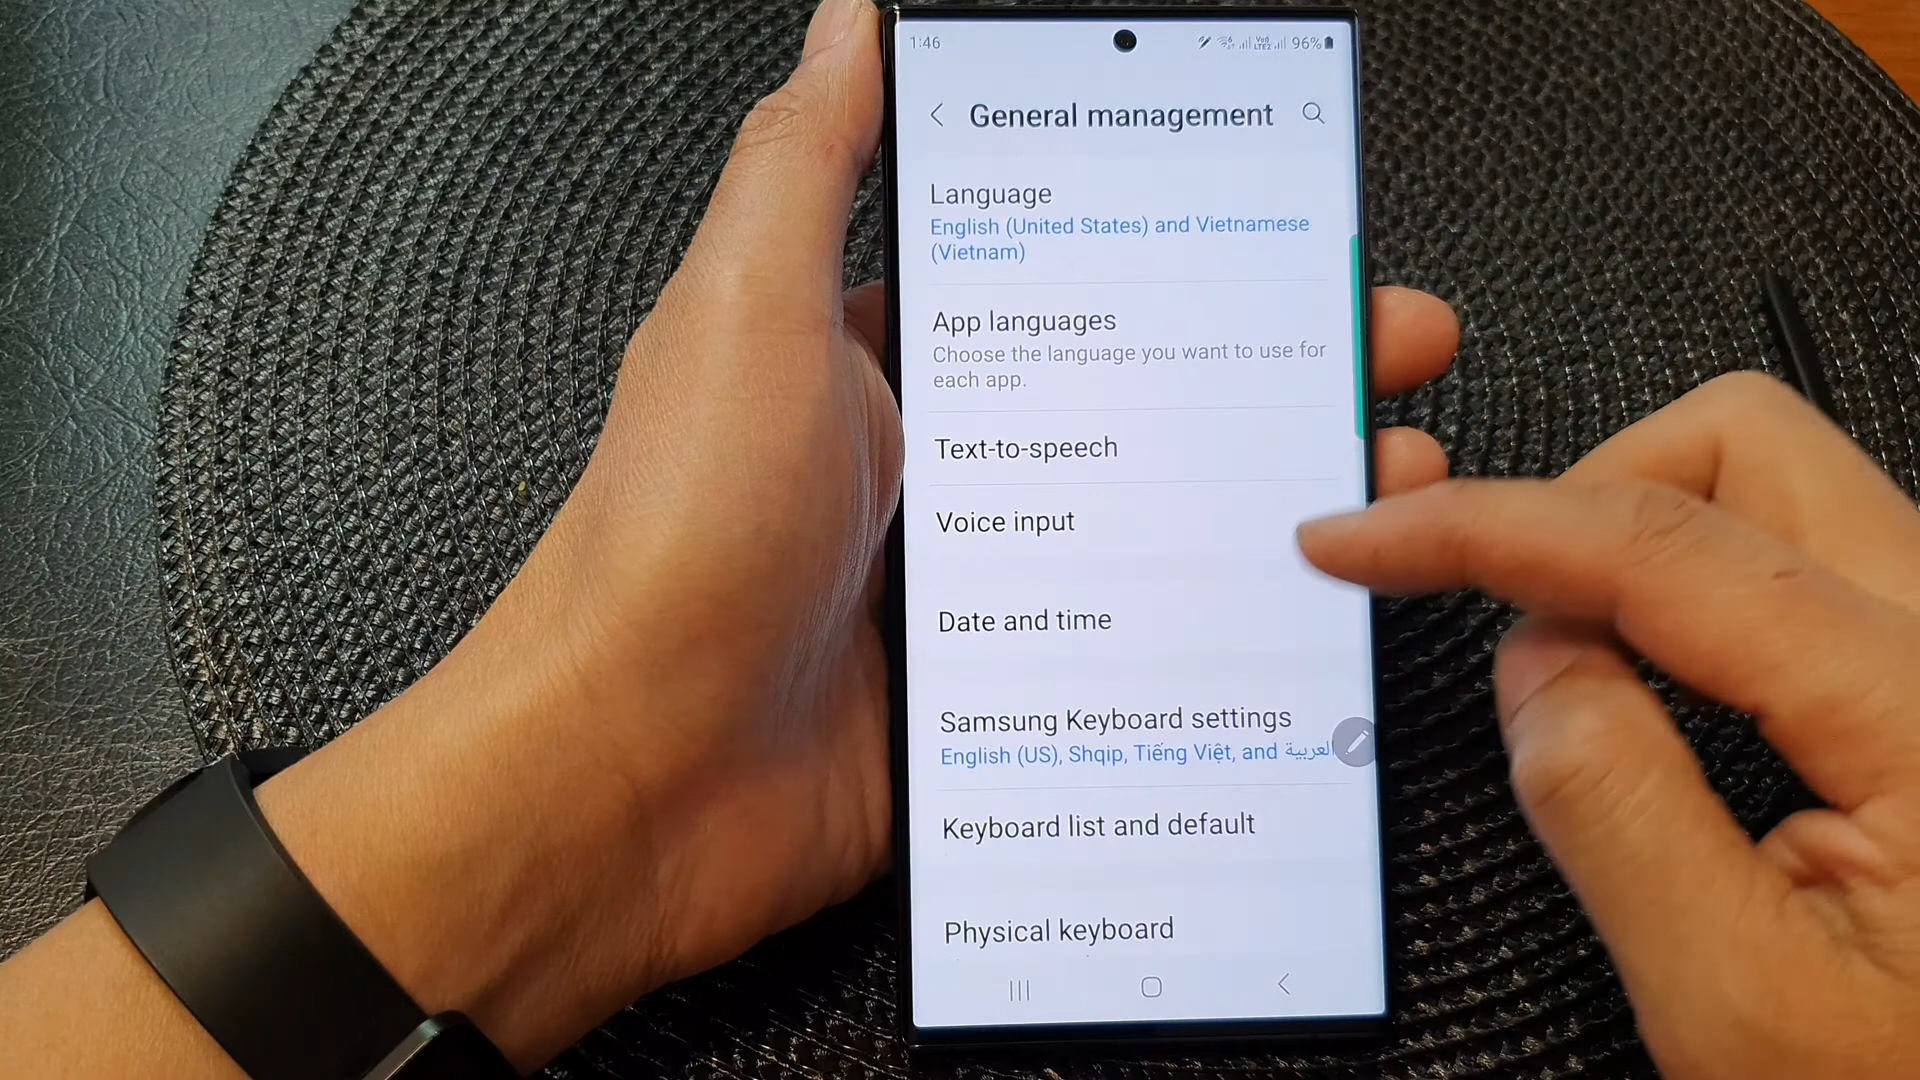 1:46
96%
General management
Language
English (United States) and Vietnamese
(Vietnam)
App languages
Choose the language you want to use for
each app.
Text-to-speech
Voice input
Date and time
Samsung Keyboard settings
English (US), Shqip, Tiếng Việt, and العربية
Keyboard list and default
Physical keyboard